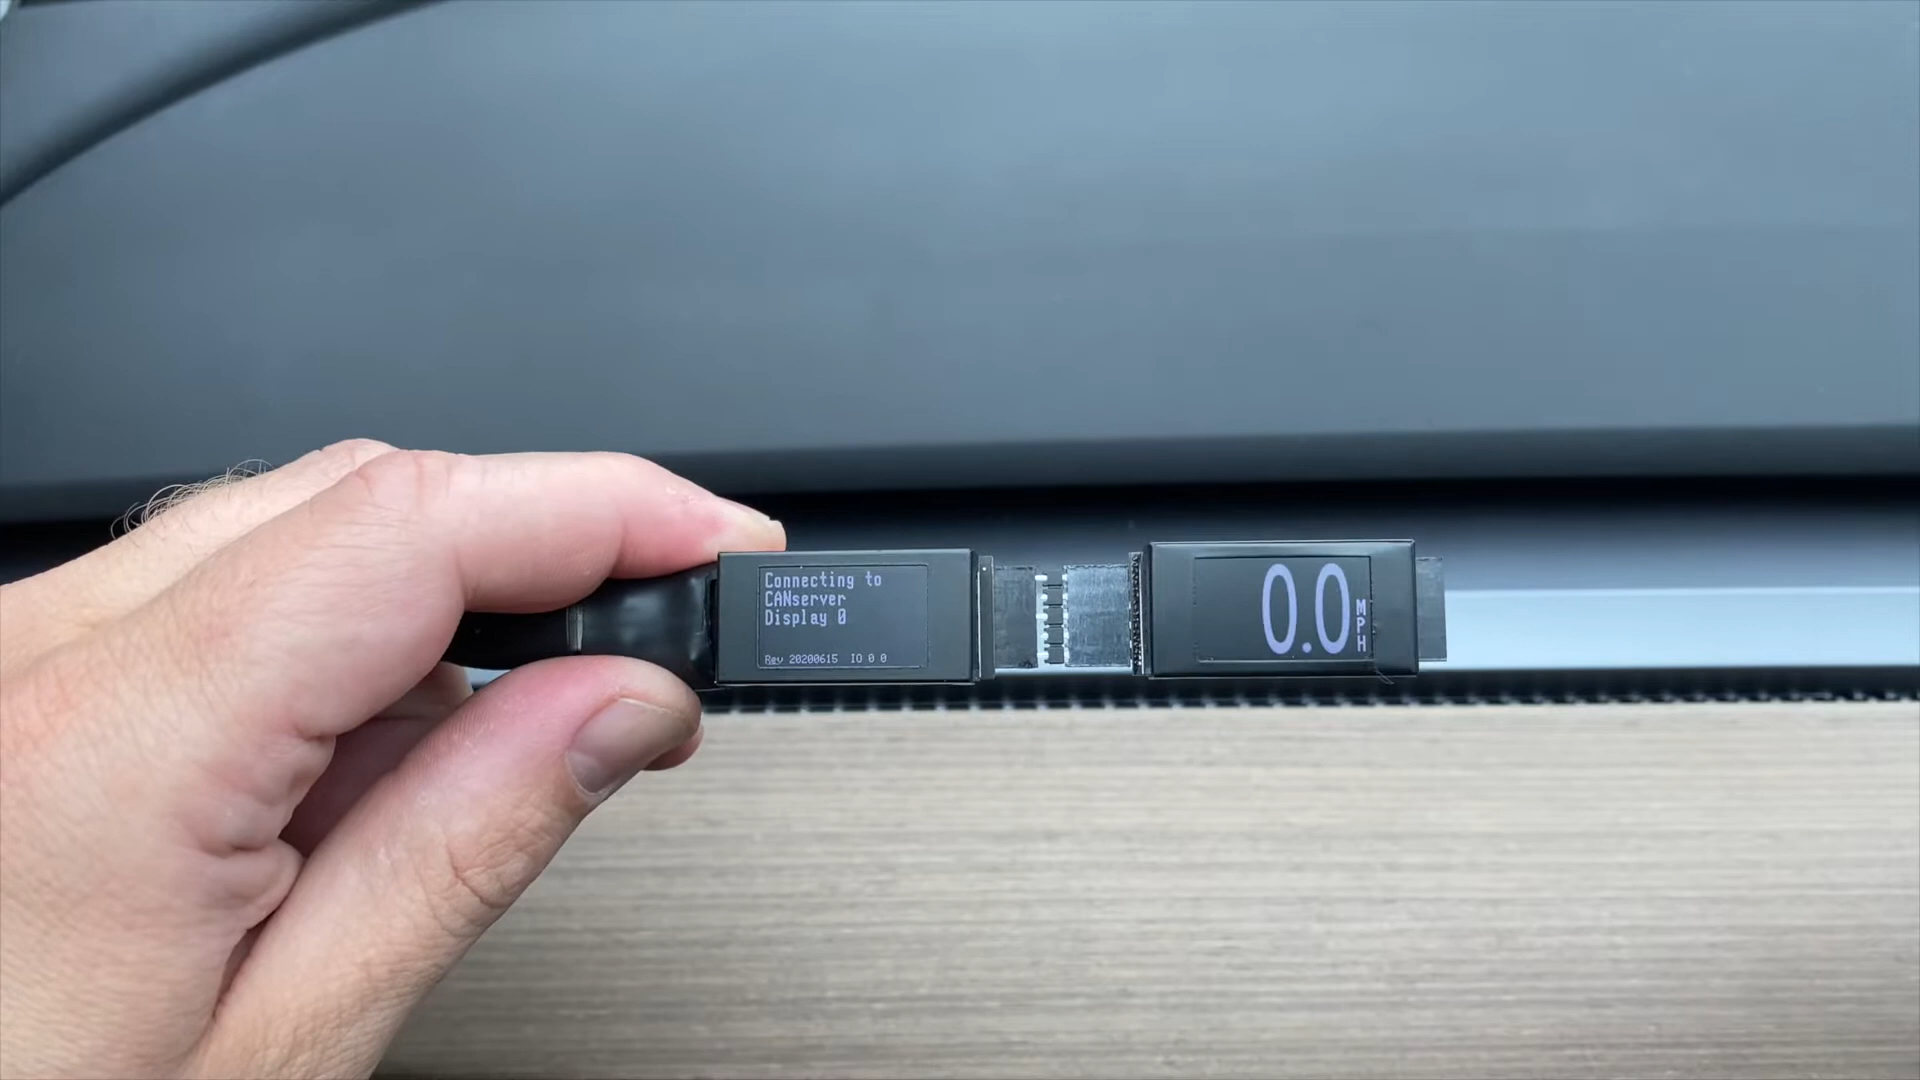 Connecting to
CANserver
Display 0
Rev 20200615 IO 0 0
0.0
MPH